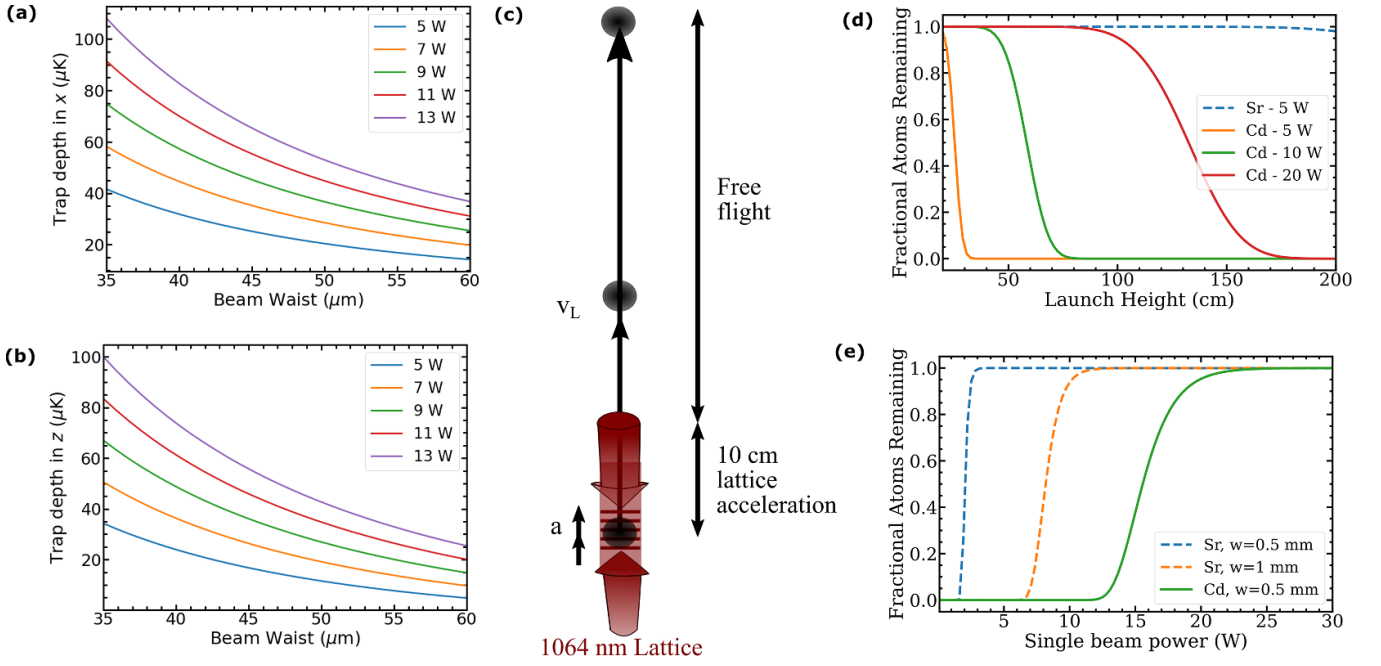 (a)
Trap depth in x (μK)
100
80
60
40
20
35
40
45
50
55
60
Beam Waist (μm)
5 W
7 W
9 W
11 W
13 W
(b)
Trap depth in z (μK)
100
80
60
40
20
35
40
45
50
55
60
Beam Waist (μm)
5 W
7 W
9 W
11 W
13 W
(c)
Free
flight
v_L
10 cm
lattice
acceleration
a
1064 nm Lattice
(d)
Fractional Atoms Remaining
1.0
0.8
0.6
0.4
0.2
0.0
50
100
150
200
Launch Height (cm)
Sr - 5 W
Cd - 5 W
Cd - 10 W
Cd - 20 W
(e)
Fractional Atoms Remaining
1.0
0.8
0.6
0.4
0.2
0.0
5
10
15
20
25
30
Single beam power (W)
Sr, w=0.5 mm
Sr, w=1 mm
Cd, w=0.5 mm